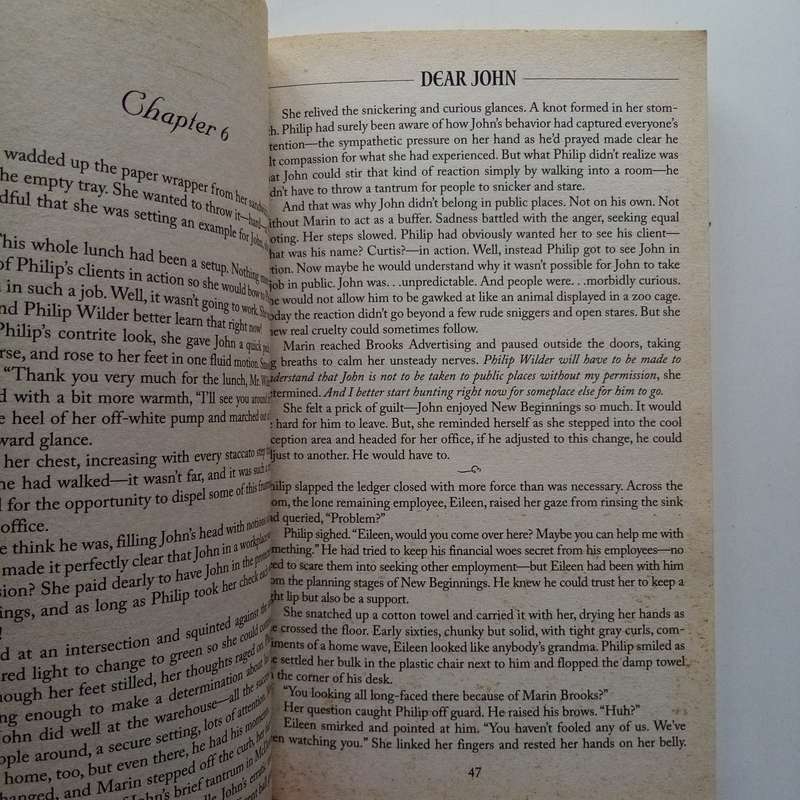 Chapter 6
wadded up the paper wrapper from her
he empty tray. She wanted to throw it—hard—
dful that she was setting an example for John,
This whole lunch had been a setup. Nothing
of Philip's clients in action so she would bow to
in such a job. Well, it wasn't going to work.
nd Philip Wilder better learn that right now!
Philip's contrite look, she gave John a quick
rse, and rose to her feet in one fluid motion.
"Thank you very much for the lunch, Mr.
d with a bit more warmth, "I'll see you around
e heel of her off-white pump and marched out
ward glance.
her chest, increasing with every staccato step
he had walked—it wasn't far, and it was such a
l for the opportunity to dispel some of this
office.
e think he was, filling John's head with notions
made it perfectly clear that John in a workplace
sion? She paid dearly to have John in the
ings, and as long as Philip took her check each
!
d at an intersection and squinted against the
red light to change to green so she could
hough her feet stilled, her thoughts raged on.
ng enough to make a determination about
ohn did well at the warehouse—all the
ople around, a secure setting, lots of attention
home, too, but even there, he had his moments
hanged, and Marin stepped off the curb, her
of John's brief tantrum in
DEAR JOHN
She relived the snickering and curious glances. A knot formed in her stom-
h. Philip had surely been aware of how John's behavior had captured everyone's
tention—the sympathetic pressure on her hand as he'd prayed made clear he
lt compassion for what she had experienced. But what Philip didn't realize was
at John could stir that kind of reaction simply by walking into a room—he
dn't have to throw a tantrum for people to snicker and stare.
And that was why John didn't belong in public places. Not on his own. Not
ithout Marin to act as a buffer. Sadness battled with the anger, seeking equal
oting. Her steps slowed. Philip had obviously wanted her to see his client—
hat was his name? Curtis?—in action. Well, instead Philip got to see John in
tion. Now maybe he would understand why it wasn't possible for John to take
job in public. John was. . .unpredictable. And people were. . .morbidly curious.
he would not allow him to be gawked at like an animal displayed in a zoo cage.
oday the reaction didn't go beyond a few rude sniggers and open stares. But she
ew real cruelty could sometimes follow.
Marin reached Brooks Advertising and paused outside the doors, taking
g breaths to calm her unsteady nerves. Philip Wilder will have to be made to
nderstand that John is not to be taken to public places without my permission, she
termined. And I better start hunting right now for someplace else for him to go.
She felt a prick of guilt—John enjoyed New Beginnings so much. It would
hard for him to leave. But, she reminded herself as she stepped into the cool
ception area and headed for her office, if he adjusted to this change, he could
ljust to another. He would have to.
hilip slapped the ledger closed with more force than was necessary. Across the
om, the lone remaining employee, Eileen, raised her gaze from rinsing the sink
d queried, "Problem?"
Philip sighed. "Eileen, would you come over here? Maybe you can help me with
mething." He had tried to keep his financial woes secret from his employees—no
ed to scare them into seeking other employment—but Eileen had been with him
om the planning stages of New Beginnings. He knew he could trust her to keep a
ght lip but also be a support.
She snatched up a cotton towel and carried it with her, drying her hands as
e crossed the floor. Early sixties, chunky but solid, with tight gray curls, com-
iments of a home wave, Eileen looked like anybody's grandma. Philip smiled as
e settled her bulk in the plastic chair next to him and flopped the damp towel
the corner of his desk.
"You looking all long-faced there because of Marin Brooks?"
Her question caught Philip off guard. He raised his brows. "Huh?"
Eileen smirked and pointed at him. "You haven't fooled any of us. We've
en watching you." She linked her fingers and rested her hands on her belly.
47